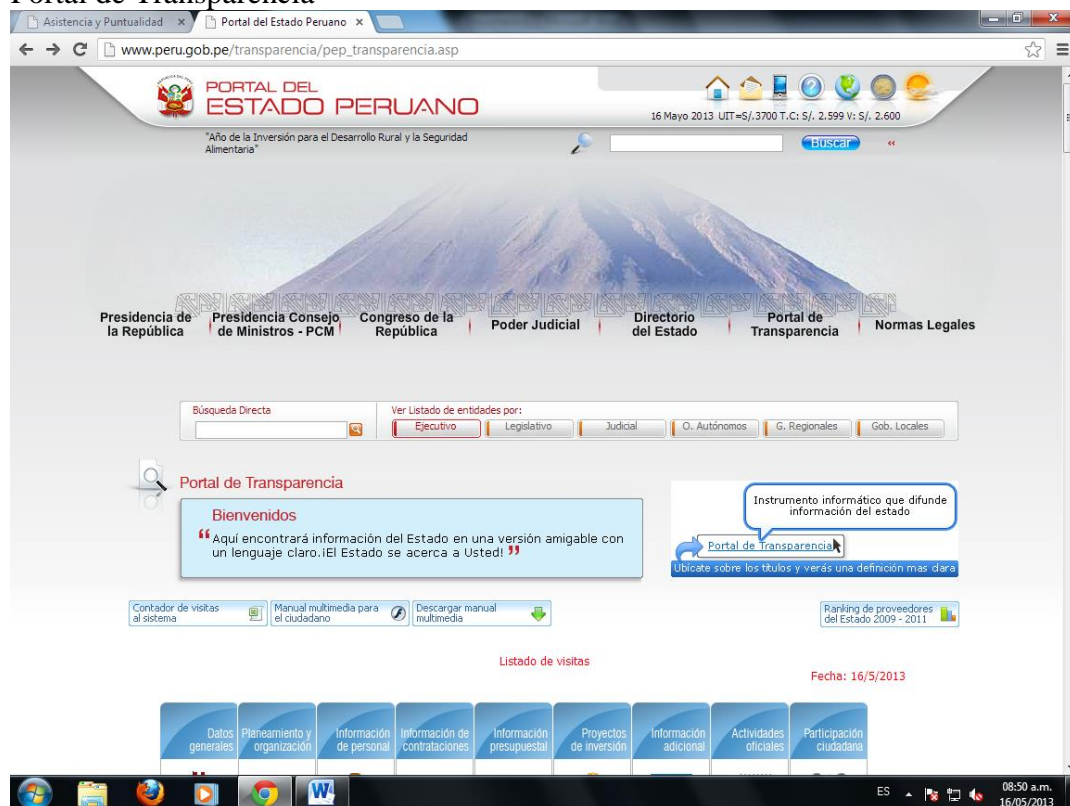 Portal de Transparencia
Asistencia y Puntualidad
Portal del Estado Peruano
www.peru.gob.pe/transparencia/pep_transparencia.asp
PORTAL DEL
ESTADO PERUANO
16 Mayo 2013 UIT=S/.3700 T.C: S/. 2.599 V: S/. 2.600
"Año de la Inversión para el Desarrollo Rural y la Seguridad
Alimentaria"
Buscar
Presidencia de
la República
Presidencia Consejo
de Ministros - PCM
Congreso de la
República
Poder Judicial
Directorio
del Estado
Portal de
Transparencia
Normas Legales
Búsqueda Directa
Ver Listado de entidades por:
Ejecutivo
Legislativo
Judicial
O. Autónomos
G. Regionales
Gob. Locales
Portal de Transparencia
Bienvenidos
"Aquí encontrará información del Estado en una versión amigable con
un lenguaje claro.¡El Estado se acerca a Usted! "
Instrumento informático que difunde
información del estado
Portal de Transparencia
Ubicate sobre los títulos y verás una definición mas clara
Contador de visitas
al sistema
Manual multimedia para
el ciudadano
Descargar manual
multimedia
Ranking de proveedores
del Estado 2009 - 2011
Listado de visitas
Fecha: 16/5/2013
Datos
generales
Planeamiento y
organización
Información
de personal
Información de
contrataciones
Información
presupuestal
Proyectos
de inversión
Información
adicional
Actividades
oficiales
Participación
ciudadana
ES
08:50 a.m.
16/05/2013